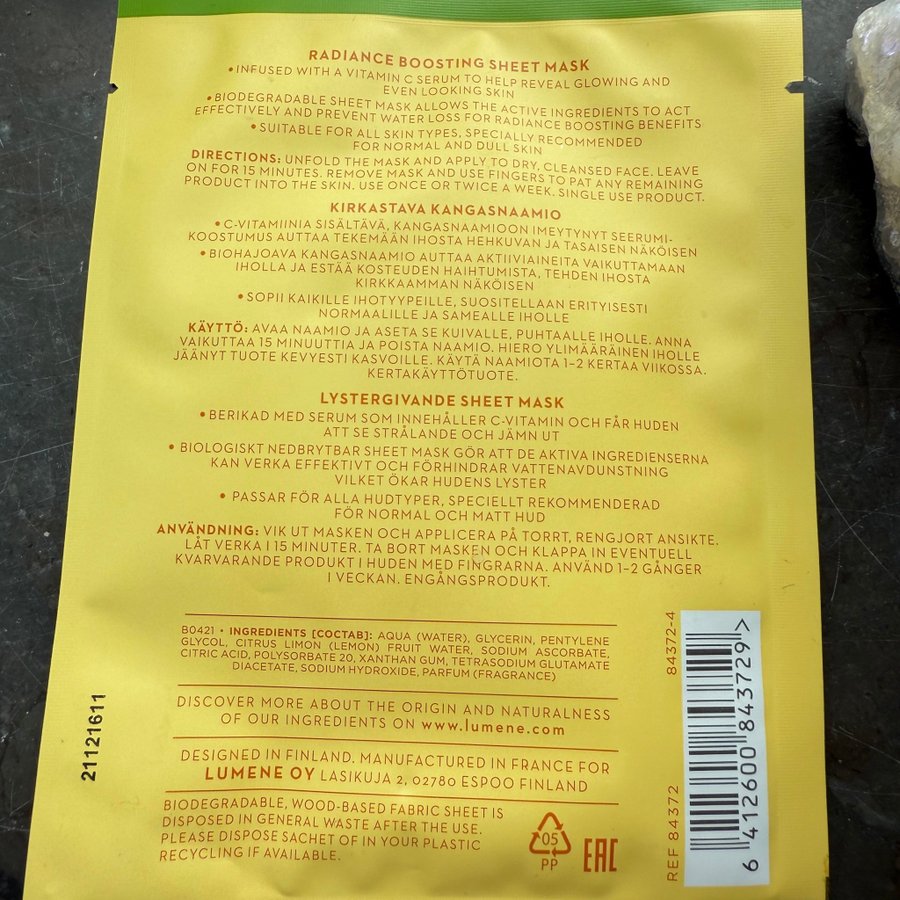 RADIANCE BOOSTING SHEET MASK
• INFUSED WITH A VITAMIN C SERUM TO HELP REVEAL GLOWING AND
EVEN LOOKING SKIN
• BIODEGRADABLE SHEET MASK ALLOWS THE ACTIVE INGREDIENTS TO ACT
EFFECTIVELY AND PREVENT WATER LOSS FOR RADIANCE BOOSTING BENEFITS
• SUITABLE FOR ALL SKIN TYPES, SPECIALLY RECOMMENDED
FOR NORMAL AND DULL SKIN
DIRECTIONS: UNFOLD THE MASK AND APPLY TO DRY, CLEANSED FACE. LEAVE
ON FOR 15 MINUTES. REMOVE MASK AND USE FINGERS TO PAT ANY REMAINING
PRODUCT INTO THE SKIN. USE ONCE OR TWICE A WEEK. SINGLE USE PRODUCT.
KIRKASTAVA KANGASNAAMIO
• C-VITAMIINIA SISÄLTÄVÄ, KANGASNAAMIOON IMEYTYNYT SEERUMI-
KOOSTUMUS AUTTAA TEKEMÄÄN IHOSTA HEHKUVAN JA TASAISEN NÄKÖISEN
• BIOHAJOAVA KANGASNAAMIO AUTTAA AKTIIVIAINEITA VAIKUTTAMAAN
IHOLLA JA ESTÄÄ KOSTEUDEN HAIHTUMISTA, TEHDEN IHOSTA
KIRKKAAMMAN NÄKÖISEN
• SOPII KAIKILLE IHOTYYPEILLE, SUOSITELLAAN ERITYISESTI
NORMAALILLE JA SAMEALLE IHOLLE
KÄYTTÖ: AVAA NAAMIO JA ASETA SE KUIVALLE, PUHTAALLE IHOLLE. ANNA
VAIKUTTAA 15 MINUUTTIA JA POISTA NAAMIO. HIERO YLIMÄÄRÄINEN IHOLLE
JÄÄNYT TUOTE KEVYESTI KASVOILLE. KÄYTÄ NAAMIOTA 1-2 KERTAA VIIKOSSA.
KERTAKÄYTTÖTUOTE.
LYSTERGIVANDE SHEET MASK
• BERIKAD MED SERUM SOM INNEHÅLLER C-VITAMIN OCH FÅR HUDEN
ATT SE STRÅLANDE OCH JÄMN UT
• BIOLOGISKT NEDBRYTBAR SHEET MASK GÖR ATT DE AKTIVA INGREDIENSERNA
KAN VERKA EFFEKTIVT OCH FÖRHINDRAR VATTENAVDUNSTNING
VILKET ÖKAR HUDENS LYSTER
• PASSAR FÖR ALLA HUDTYPER, SPECIELLT REKOMMENDERAD
FÖR NORMAL OCH MATT HUD
ANVÄNDNING: VIK UT MASKEN OCH APPLICERA PÅ TORRT, RENGJORT ANSIKTE.
LÅT VERKA I 15 MINUTER. TA BORT MASKEN OCH KLAPPA IN EVENTUELL
KVARVARANDE PRODUKT I HUDEN MED FINGRARNA. ANVÄND 1-2 GÅNGER
I VECKAN. ENGÅNGSPRODUKT.
B0421 • INGREDIENTS [COCTAB]: AQUA (WATER), GLYCERIN, PENTYLENE
GLYCOL, CITRUS LIMON (LEMON) FRUIT WATER, SODIUM ASCORBATE,
CITRIC ACID, POLYSORBATE 20, XANTHAN GUM, TETRASODIUM GLUTAMATE
DIACETATE, SODIUM HYDROXIDE, PARFUM (FRAGRANCE)
DISCOVER MORE ABOUT THE ORIGIN AND NATURALNESS
OF OUR INGREDIENTS ON www.lumene.com
DESIGNED IN FINLAND. MANUFACTURED IN FRANCE FOR
LUMENE OY LASIKUJA 2, 02780 ESPOO FINLAND
BIODEGRADABLE, WOOD-BASED FABRIC SHEET IS
DISPOSED IN GENERAL WASTE AFTER THE USE.
PLEASE DISPOSE SACHET OF IN YOUR PLASTIC
RECYCLING IF AVAILABLE.
05
PP
EAC
21121611
84372-4
REF 84372
6 412600 843729 >